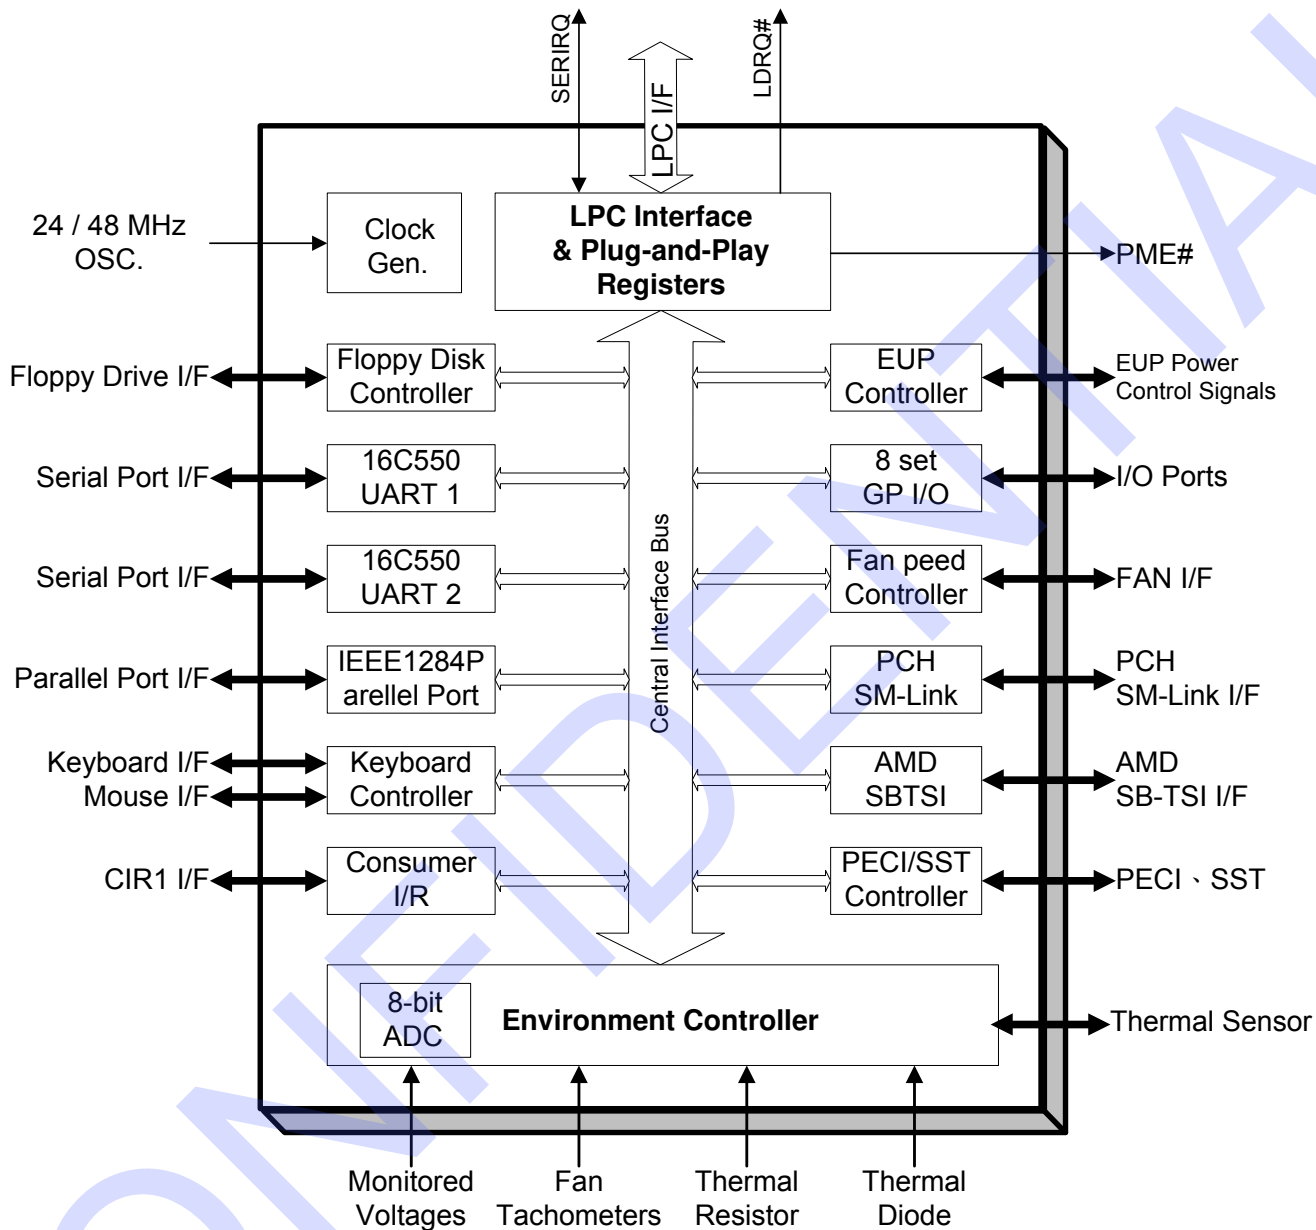 SERIRQ
LPC I/F
LDRQ#
24 / 48 MHz
OSC.
Clock
Gen.
LPC Interface
& Plug-and-Play
Registers
PME#
Floppy Drive I/F
Floppy Disk
Controller
EUP
Controller
EUP Power
Control Signals
Serial Port I/F
16C550
UART 1
8 set
GP I/O
I/O Ports
Central Interface Bus
Serial Port I/F
16C550
UART 2
Fan peed
Controller
FAN I/F
Parallel Port I/F
IEEE1284P
arellel Port
PCH
SM-Link
PCH
SM-Link I/F
Keyboard I/F
Mouse I/F
Keyboard
Controller
AMD
SBTSI
AMD
SB-TSI I/F
CIR1 I/F
Consumer
I/R
PECI/SST
Controller
PECI、SST
8-bit
ADC
Environment Controller
Thermal Sensor
Monitored
Voltages
Fan
Tachometers
Thermal
Resistor
Thermal
Diode
ONFIDENTIAL